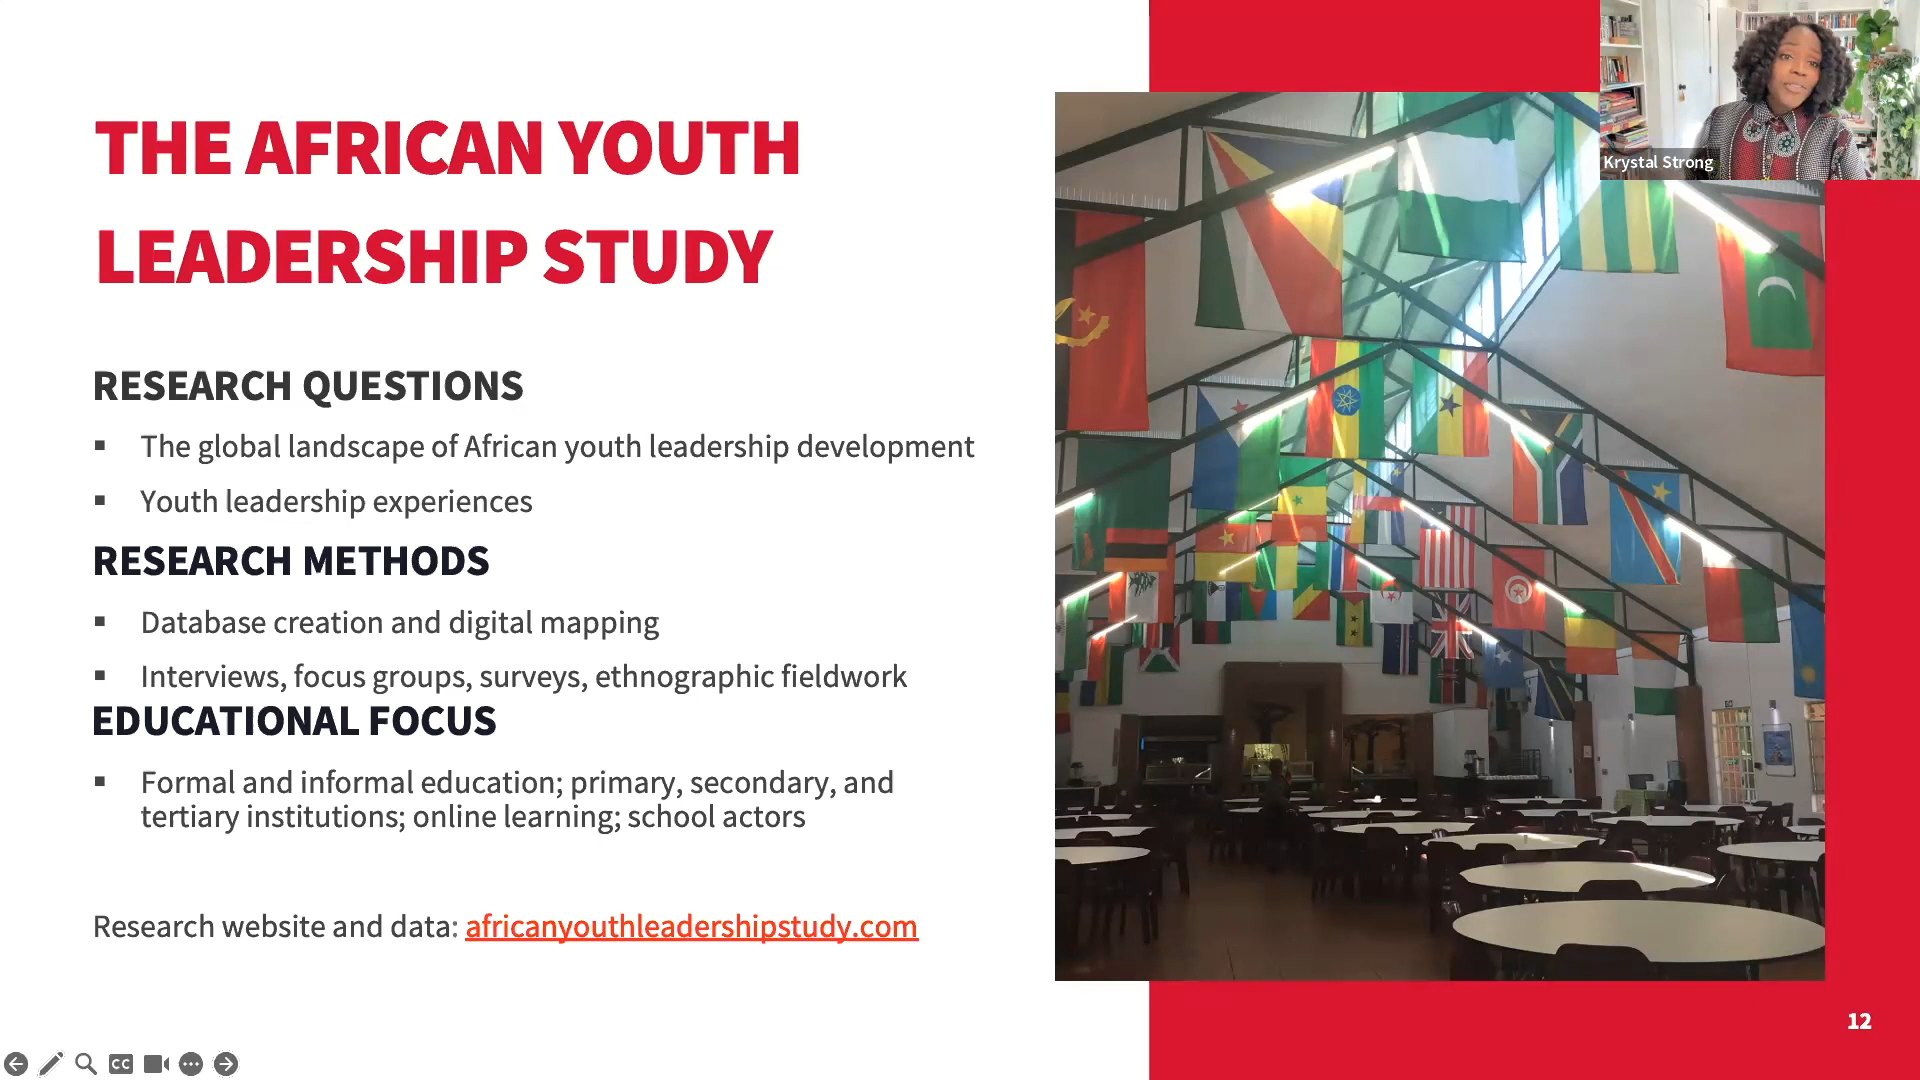 THE AFRICAN YOUTH
LEADERSHIP STUDY
RESEARCH QUESTIONS
▪ The global landscape of African youth leadership development
▪ Youth leadership experiences
RESEARCH METHODS
▪ Database creation and digital mapping
▪ Interviews, focus groups, surveys, ethnographic fieldwork
EDUCATIONAL FOCUS
▪ Formal and informal education; primary, secondary, and
tertiary institutions; online learning; school actors
Research website and data: africanyouthleadershipstudy.com
Krystal Strong
12
CC